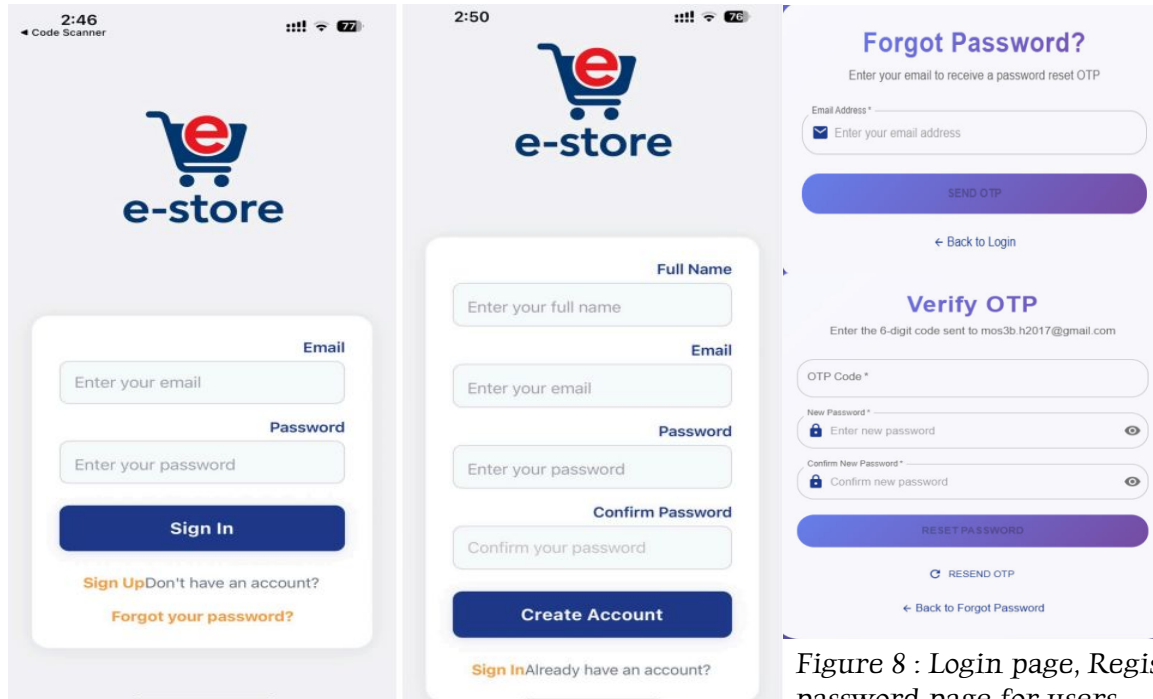 2:46
◂ Code Scanner
77
e
e-store
Email
Enter your email
Password
Enter your password
Sign In
Sign UpDon't have an account?
Forgot your password?
2:50
76
e
e-store
Full Name
Enter your full name
Email
Enter your email
Password
Enter your password
Confirm Password
Confirm your password
Create Account
Sign InAlready have an account?
Forgot Password?
Enter your email to receive a password reset OTP
Email Address *
Enter your email address
SEND OTP
← Back to Login
Verify OTP
Enter the 6-digit code sent to mos3b.h2017@gmail.com
OTP Code *
New Password *
Enter new password
Confirm New Password *
Confirm new password
RESET PASSWORD
RESEND OTP
← Back to Forgot Password
Figure 8 : Login page, Regis
password page for users